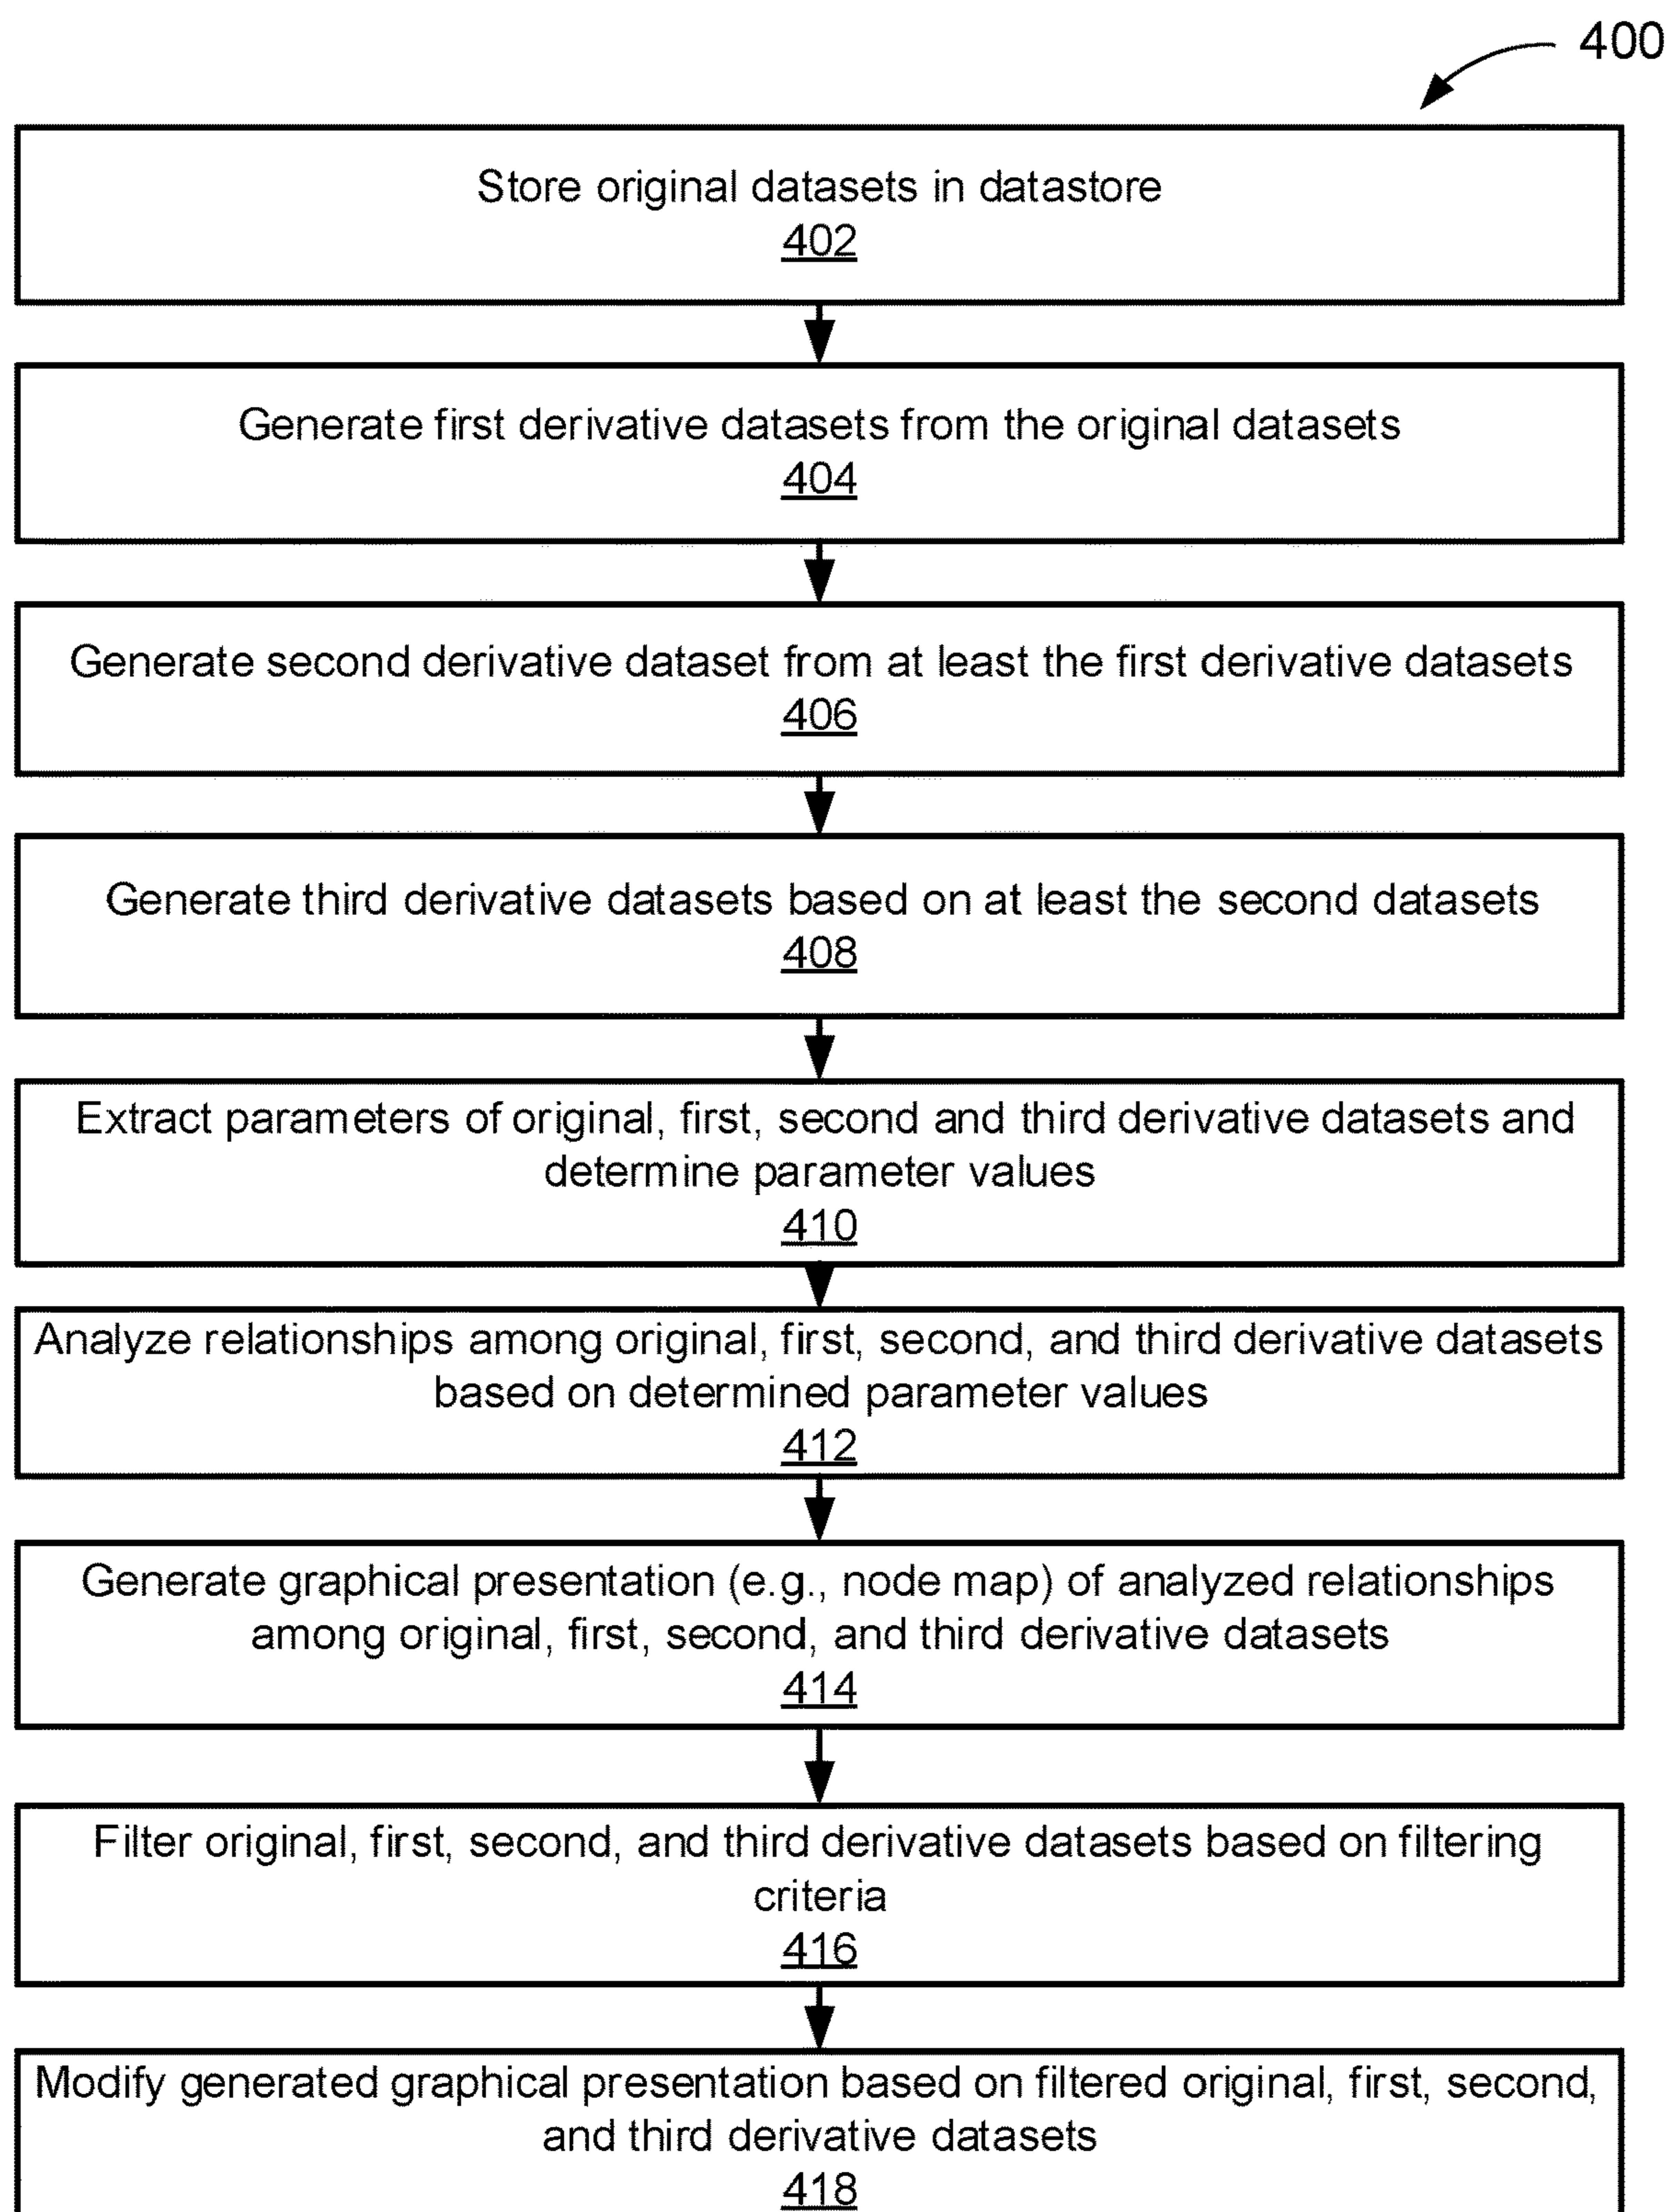 400
Store original datasets in datastore
402
Generate first derivative datasets from the original datasets
404
Generate second derivative dataset from at least the first derivative datasets
406
Generate third derivative datasets based on at least the second datasets
408
Extract parameters of original, first, second and third derivative datasets and
determine parameter values
410
Analyze relationships among original, first, second, and third derivative datasets
based on determined parameter values
412
Generate graphical presentation (e.g., node map) of analyzed relationships
among original, first, second, and third derivative datasets
414
Filter original, first, second, and third derivative datasets based on filtering
criteria
416
Modify generated graphical presentation based on filtered original, first, second,
and third derivative datasets
418